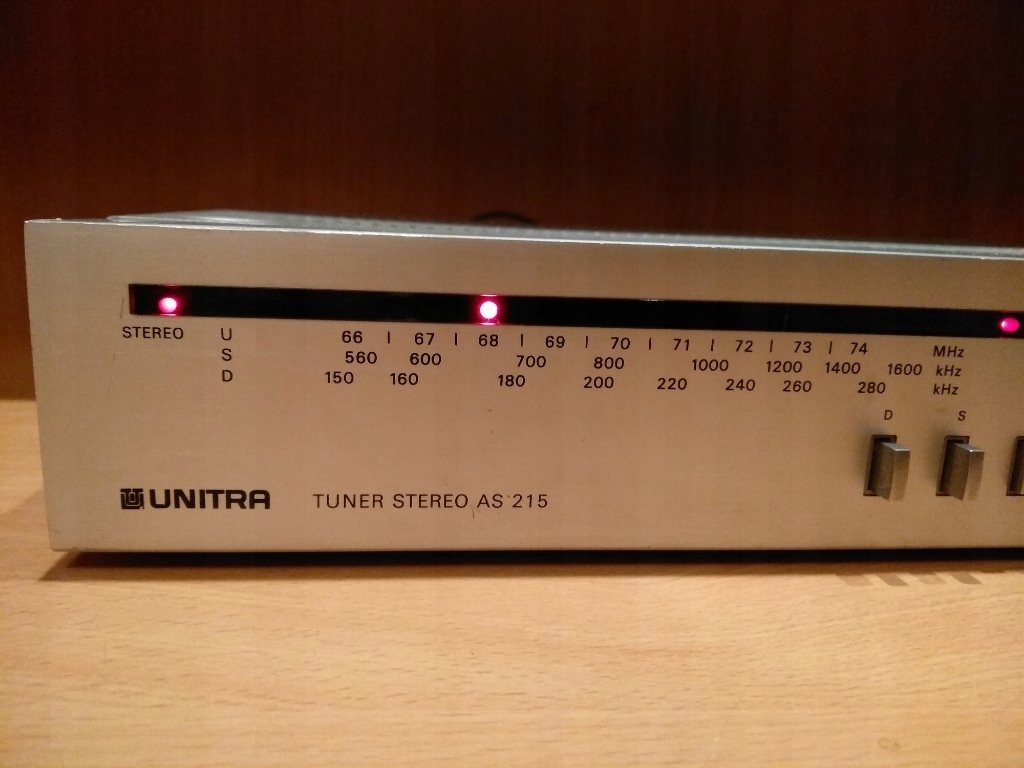 STEREO U 66 | 67 | 68 | 69 | 70 | 71 | 72 | 73 | 74 MHz
S 560 600 700 800 1000 1200 1400 1600 kHz
D 150 160 180 200 220 240 260 280 kHz
D S
UNITRA TUNER STEREO AS 215